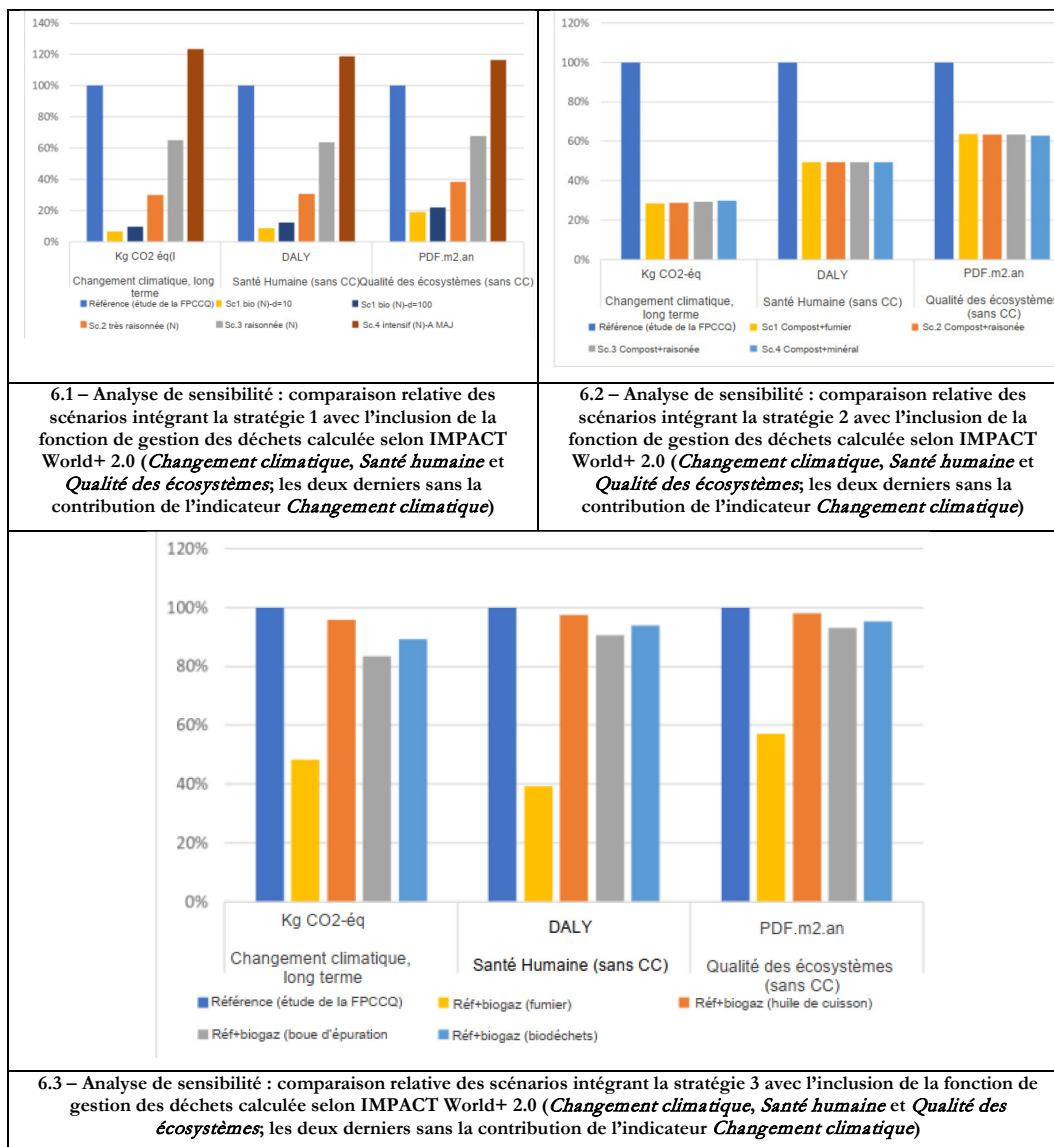 140%
120%
100%
80%
60%
40%
20%
0%
Kg CO2 éq(l
DALY
PDF.m2.an
Changement climatique, long
terme
Santé Humaine (sans CC)
Qualité des écosystèmes (sans CC)
Référence (étude de la FPCCQ)
Sc1 bio (N)-d=10
Sc1 bio (N)-d=100
Sc.2 très raisonnée (N)
Sc.3 raisonnée (N)
Sc.4 intensif (N)-A MAJ
120%
100%
80%
60%
40%
20%
0%
Kg CO2-éq
DALY
PDF.m2.an
Changement climatique,
long terme
Santé Humaine (sans CC)
Qualité des écosystèmes
(sans CC)
Référence (étude de la FPCCQ)
Sc1 Compost+fumier
Sc.2 Compost+raisonée
Sc.3 Compost+raisonée
Sc.4 Compost+minéral
6.1 – Analyse de sensibilité : comparaison relative des
scénarios intégrant la stratégie 1 avec l’inclusion de la
fonction de gestion des déchets calculée selon IMPACT
World+ 2.0 (Changement climatique, Santé humaine et
Qualité des écosystèmes; les deux derniers sans la
contribution de l’indicateur Changement climatique)
6.2 – Analyse de sensibilité : comparaison relative des
scénarios intégrant la stratégie 2 avec l’inclusion de la
fonction de gestion des déchets calculée selon IMPACT
World+ 2.0 (Changement climatique, Santé humaine et
Qualité des écosystèmes; les deux derniers sans la
contribution de l’indicateur Changement climatique)
120%
100%
80%
60%
40%
20%
0%
Kg CO2-éq
DALY
PDF.m2.an
Changement climatique,
long terme
Santé Humaine (sans CC)
Qualité des écosystèmes
(sans CC)
Référence (étude de la FPCCQ)
Réf+biogaz (fumier)
Réf+biogaz (huile de cuisson)
Réf+biogaz (boue d'épuration
Réf+biogaz (biodéchets)
6.3 – Analyse de sensibilité : comparaison relative des scénarios intégrant la stratégie 3 avec l’inclusion de la fonction de
gestion des déchets calculée selon IMPACT World+ 2.0 (Changement climatique, Santé humaine et Qualité des
écosystèmes; les deux derniers sans la contribution de l’indicateur Changement climatique)